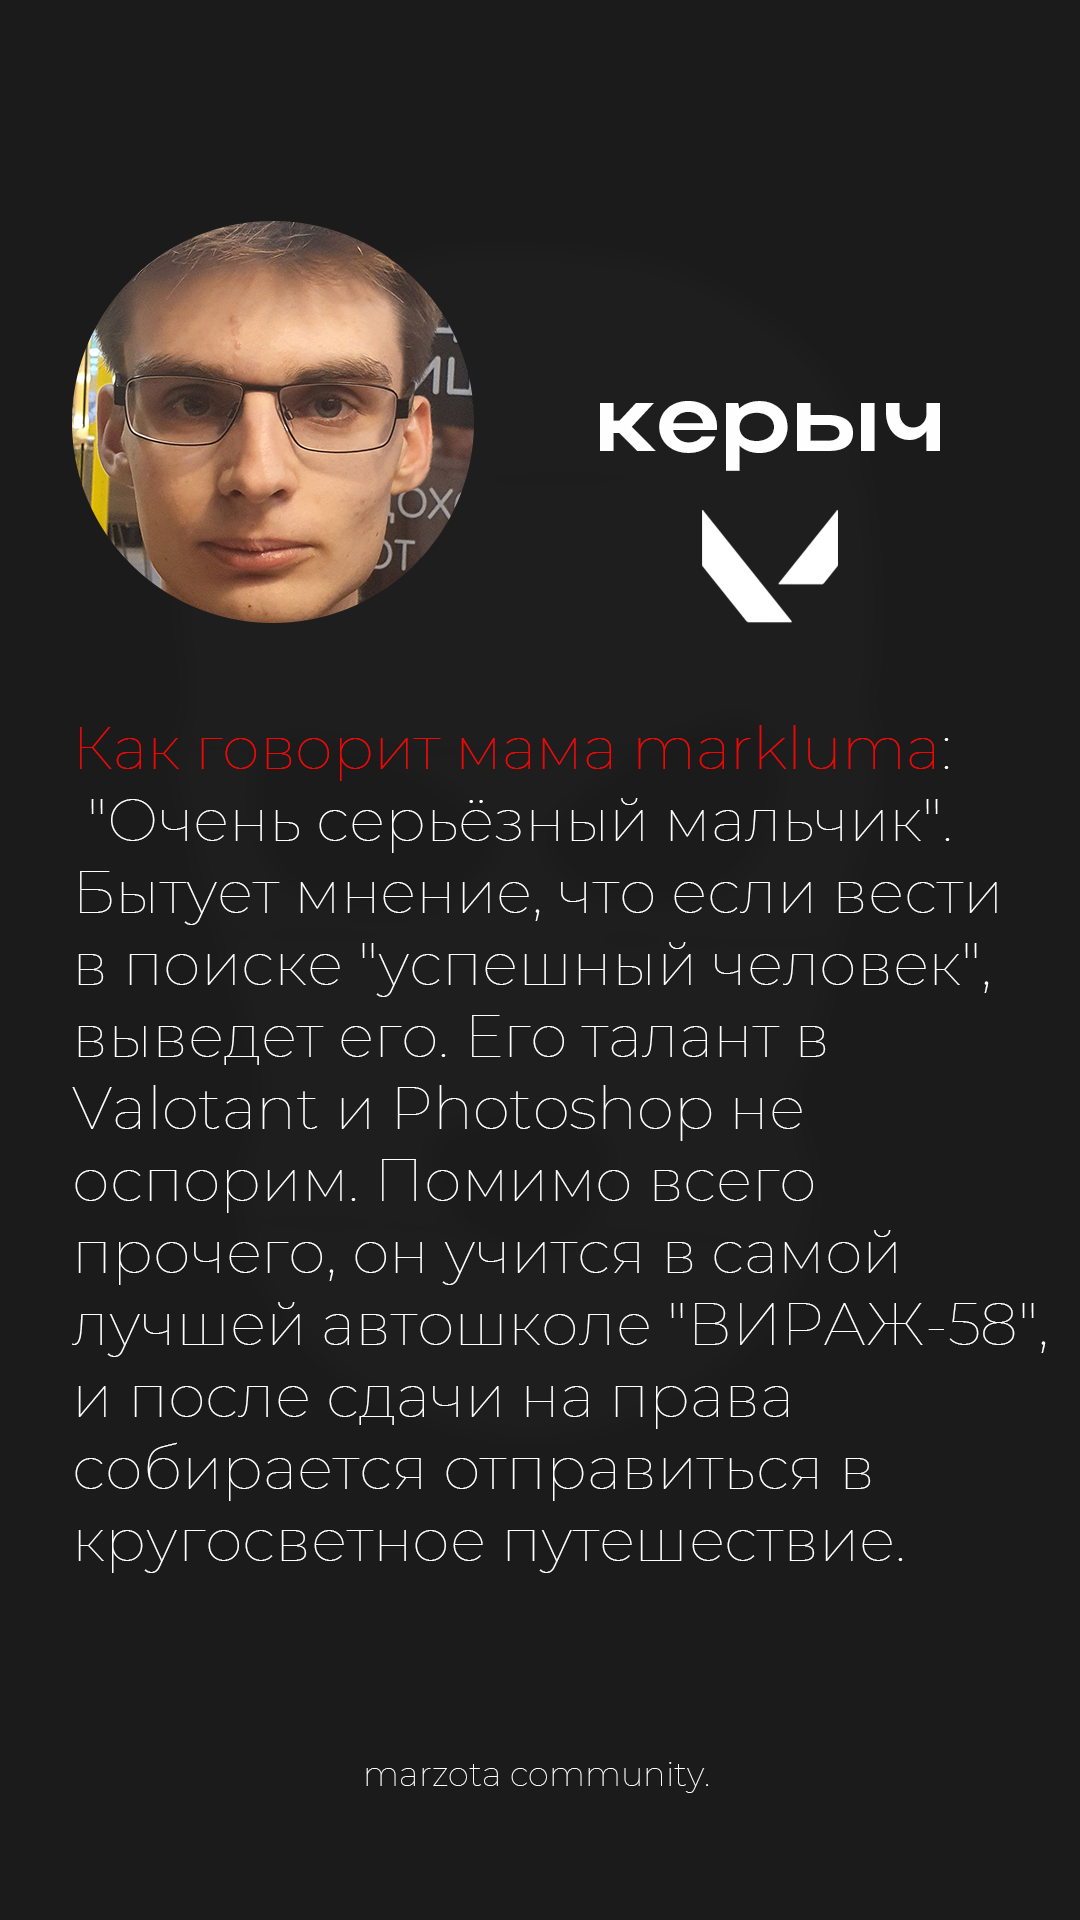 керыч
Как говорит мама markluma:
"Очень серьёзный мальчик".
Бытует мнение, что если вести
в поиске "успешный человек",
выведет его. Его талант в
Valotant и Photoshop не
оспорим. Помимо всего
прочего, он учится в самой
лучшей автошколе "ВИРАЖ-58",
и после сдачи на права
собирается отправиться в
кругосветное путешествие.
marzota community.